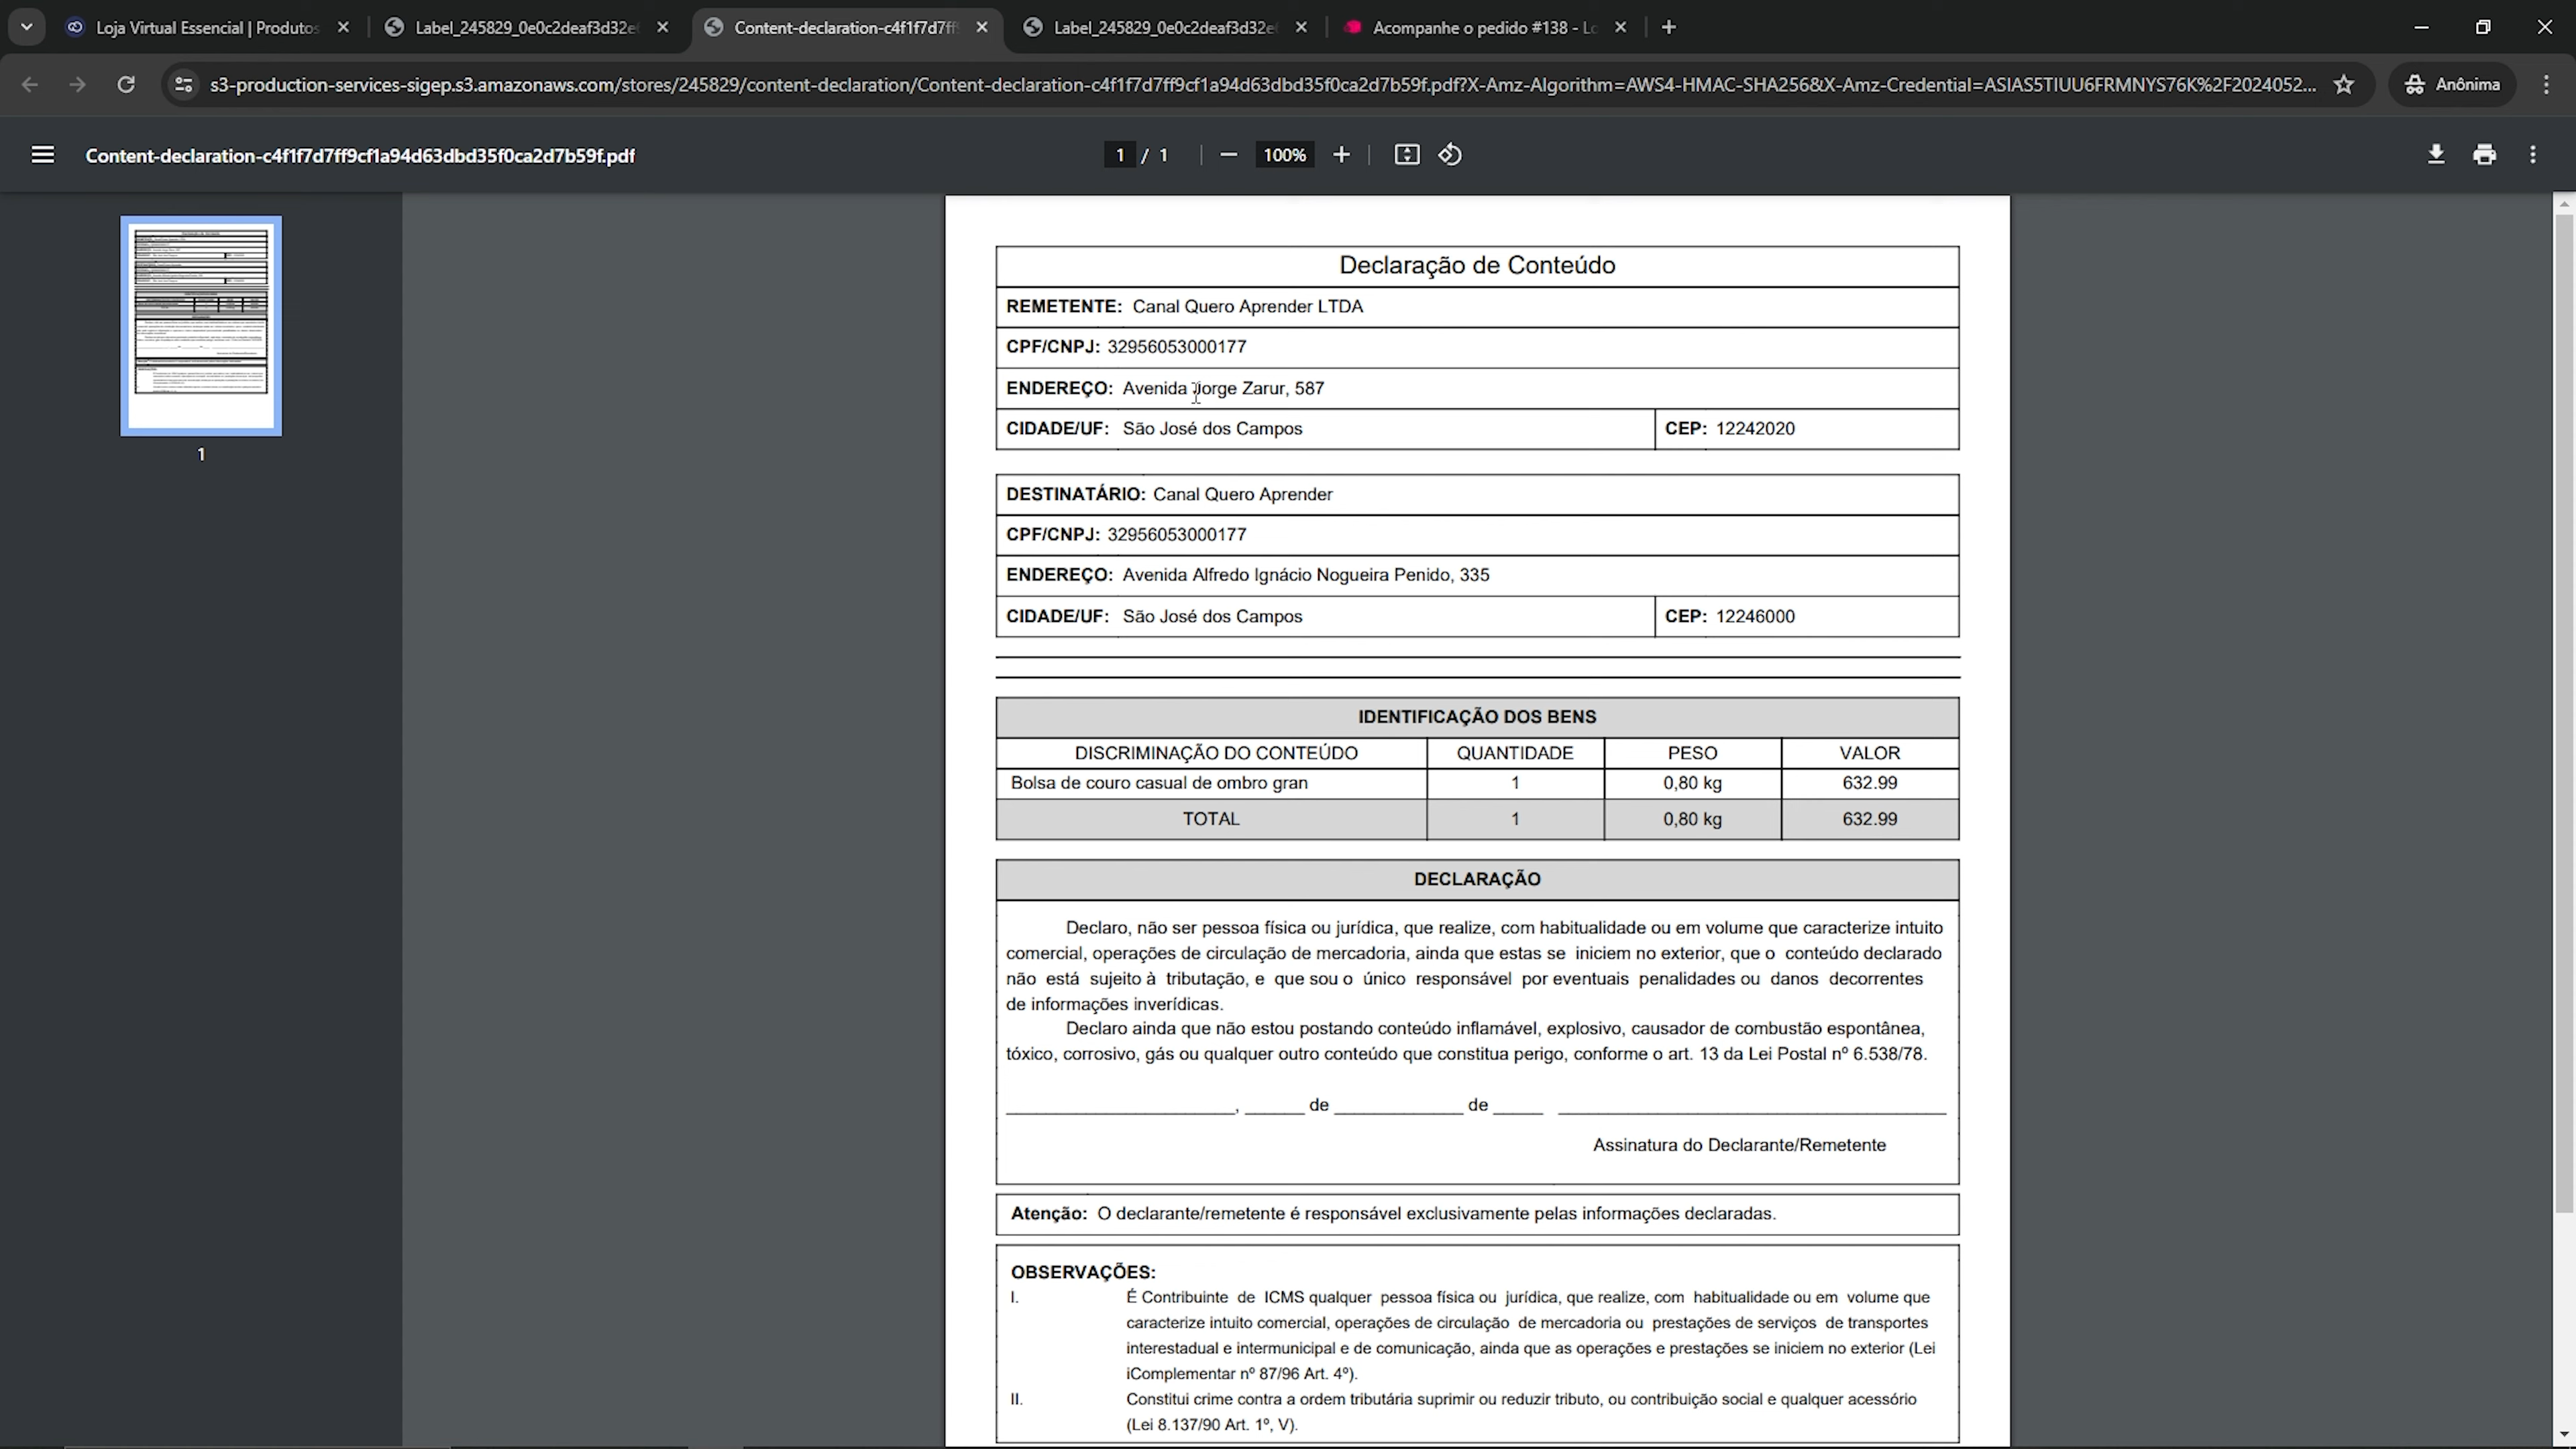 Loja Virtual Essencial | Produtos
Label_245829_0e0c2deaf3d32e
Content-declaration-c4f1f7d7ff
Label_245829_0e0c2deaf3d32e
Acompanhe o pedido #138 - Lo
s3-production-services-sigep.s3.amazonaws.com/stores/245829/content-declaration/Content-declaration-c4f1f7d7ff9cf1a94d63dbd35f0ca2d7b59f.pdf?X-Amz-Algorithm=AWS4-HMAC-SHA256&X-Amz-Credential=ASIAS5TIUU6FRMNYS76K%2F2024052...
Anônima
Content-declaration-c4f1f7d7ff9cf1a94d63dbd35f0ca2d7b59f.pdf
1 / 1
100%
1
Declaração de Conteúdo
REMETENTE: Canal Quero Aprender LTDA
CPF/CNPJ: 32956053000177
ENDEREÇO: Avenida Jorge Zarur, 587
CIDADE/UF: São José dos Campos CEP: 12242020
DESTINATÁRIO: Canal Quero Aprender
CPF/CNPJ: 32956053000177
ENDEREÇO: Avenida Alfredo Ignácio Nogueira Penido, 335
CIDADE/UF: São José dos Campos CEP: 12246000
IDENTIFICAÇÃO DOS BENS
DISCRIMINAÇÃO DO CONTEÚDO QUANTIDADE PESO VALOR
Bolsa de couro casual de ombro gran 1 0,80 kg 632.99
TOTAL 1 0,80 kg 632.99
DECLARAÇÃO
Declaro, não ser pessoa física ou jurídica, que realize, com habitualidade ou em volume que caracterize intuito
comercial, operações de circulação de mercadoria, ainda que estas se iniciem no exterior, que o conteúdo declarado
não está sujeito à tributação, e que sou o único responsável por eventuais penalidades ou danos decorrentes
de informações inverídicas.
Declaro ainda que não estou postando conteúdo inflamável, explosivo, causador de combustão espontânea,
tóxico, corrosivo, gás ou qualquer outro conteúdo que constitua perigo, conforme o art. 13 da Lei Postal nº 6.538/78.
_______________________, ______ de _____________ de _____ _______________________________________
Assinatura do Declarante/Remetente
Atenção: O declarante/remetente é responsável exclusivamente pelas informações declaradas.
OBSERVAÇÕES:
I. É Contribuinte de ICMS qualquer pessoa física ou jurídica, que realize, com habitualidade ou em volume que
caracterize intuito comercial, operações de circulação de mercadoria ou prestações de serviços de transportes
interestadual e intermunicipal e de comunicação, ainda que as operações e prestações se iniciem no exterior (Lei
iComplementar nº 87/96 Art. 4º).
II. Constitui crime contra a ordem tributária suprimir ou reduzir tributo, ou contribuição social e qualquer acessório
(Lei 8.137/90 Art. 1º, V).